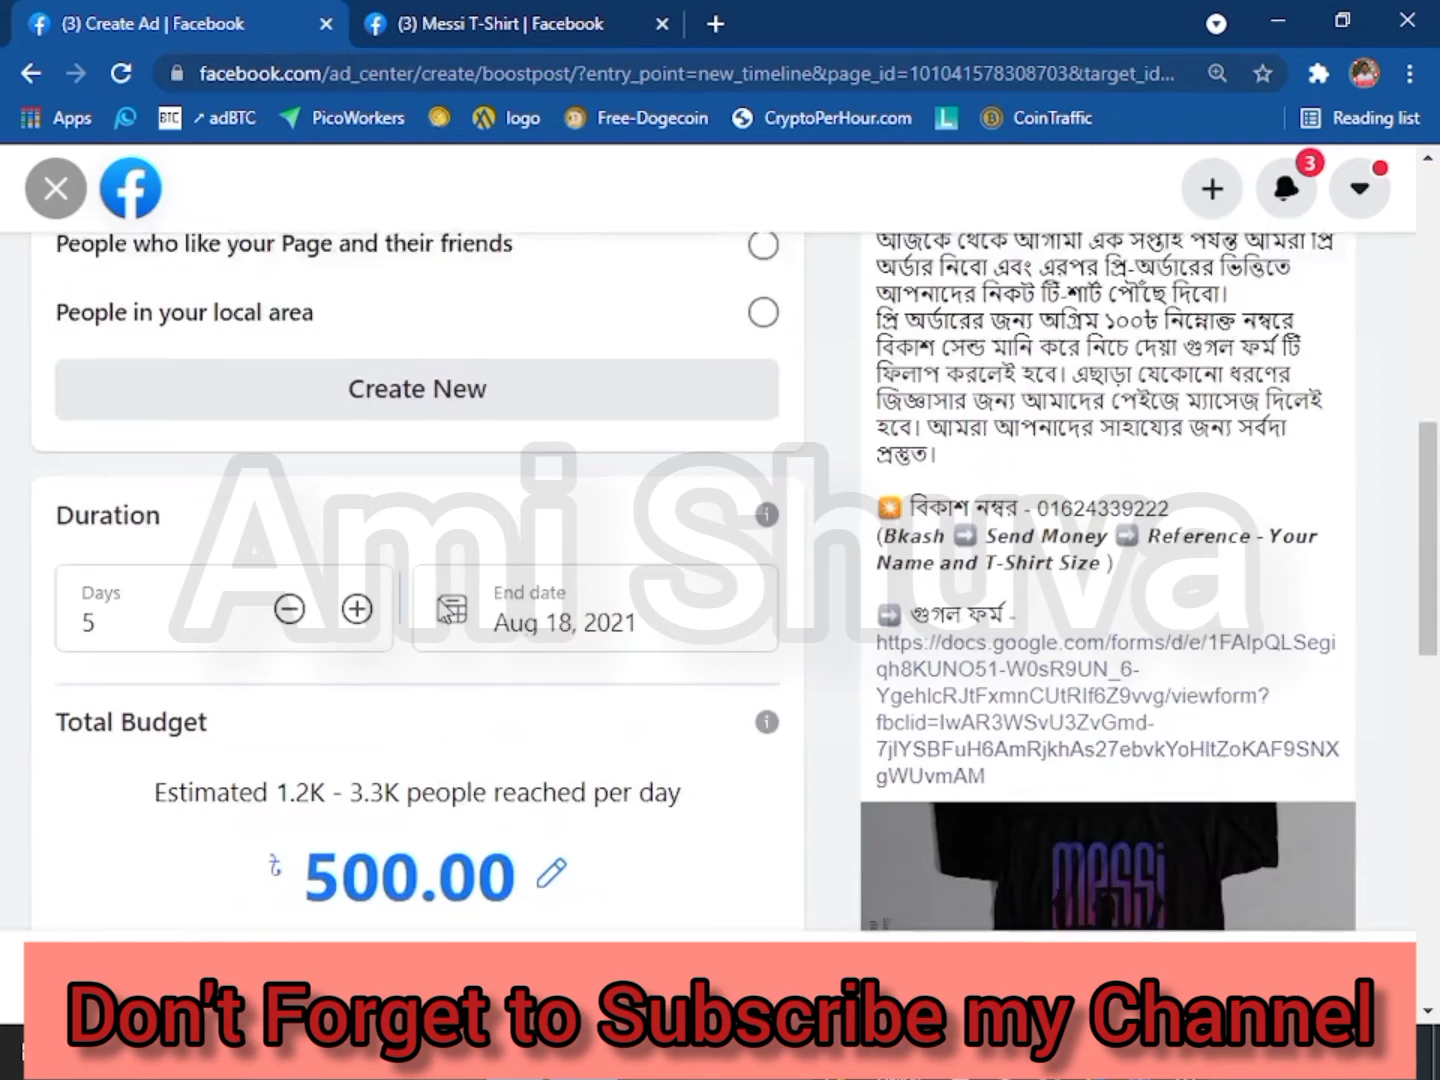 (3) Create Ad | Facebook
(3) Messi T-Shirt | Facebook
facebook.com/ad_center/create/boostpost/?entry_point=new_timeline&page_id=101041578308703&target_id...
Apps
BTC
adBTC
PicoWorkers
logo
Free-Dogecoin
CryptoPerHour.com
L
CoinTraffic
Reading list
3
People who like your Page and their friends
People in your local area
Create New
Duration
Days
5
End date
Aug 18, 2021
Total Budget
Estimated 1.2K - 3.3K people reached per day
৳ 500.00
আজকে থেকে আগামী এক সপ্তাহ পর্যন্ত আমরা প্রি
অর্ডার নিবো এবং এরপর প্রি-অর্ডারের ভিত্তিতে
আপনাদের নিকট টি-শার্ট পৌঁছে দিবো।
প্রি অর্ডারের জন্য অগ্রিম ১০০৳ নিম্নোক্ত নম্বরে
বিকাশ সেন্ড মানি করে নিচে দেয়া গুগল ফর্ম টি
ফিলাপ করলেই হবে। এছাড়া যেকোনো ধরণের
জিজ্ঞাসার জন্য আমাদের পেইজে ম্যাসেজ দিলেই
হবে। আমরা আপনাদের সাহায্যের জন্য সর্বদা
প্রস্তুত।
বিকাশ নম্বর - 01624339222
(Bkash ➡ Send Money ➡ Reference - Your
Name and T-Shirt Size )
➡ গুগল ফর্ম -
https://docs.google.com/forms/d/e/1FAIpQLSegi
qh8KUNO51-W0sR9UN_6-
YgehlcRJtFxmnCUtRIf6Z9vvg/viewform?
fbclid=IwAR3WSvU3ZvGmd-
7jlYSBFuH6AmRjkhAs27ebvkYoHltZoKAF9SNX
gWUvmAM
messi
Ami Shuva
Don't Forget to Subscribe my Channel